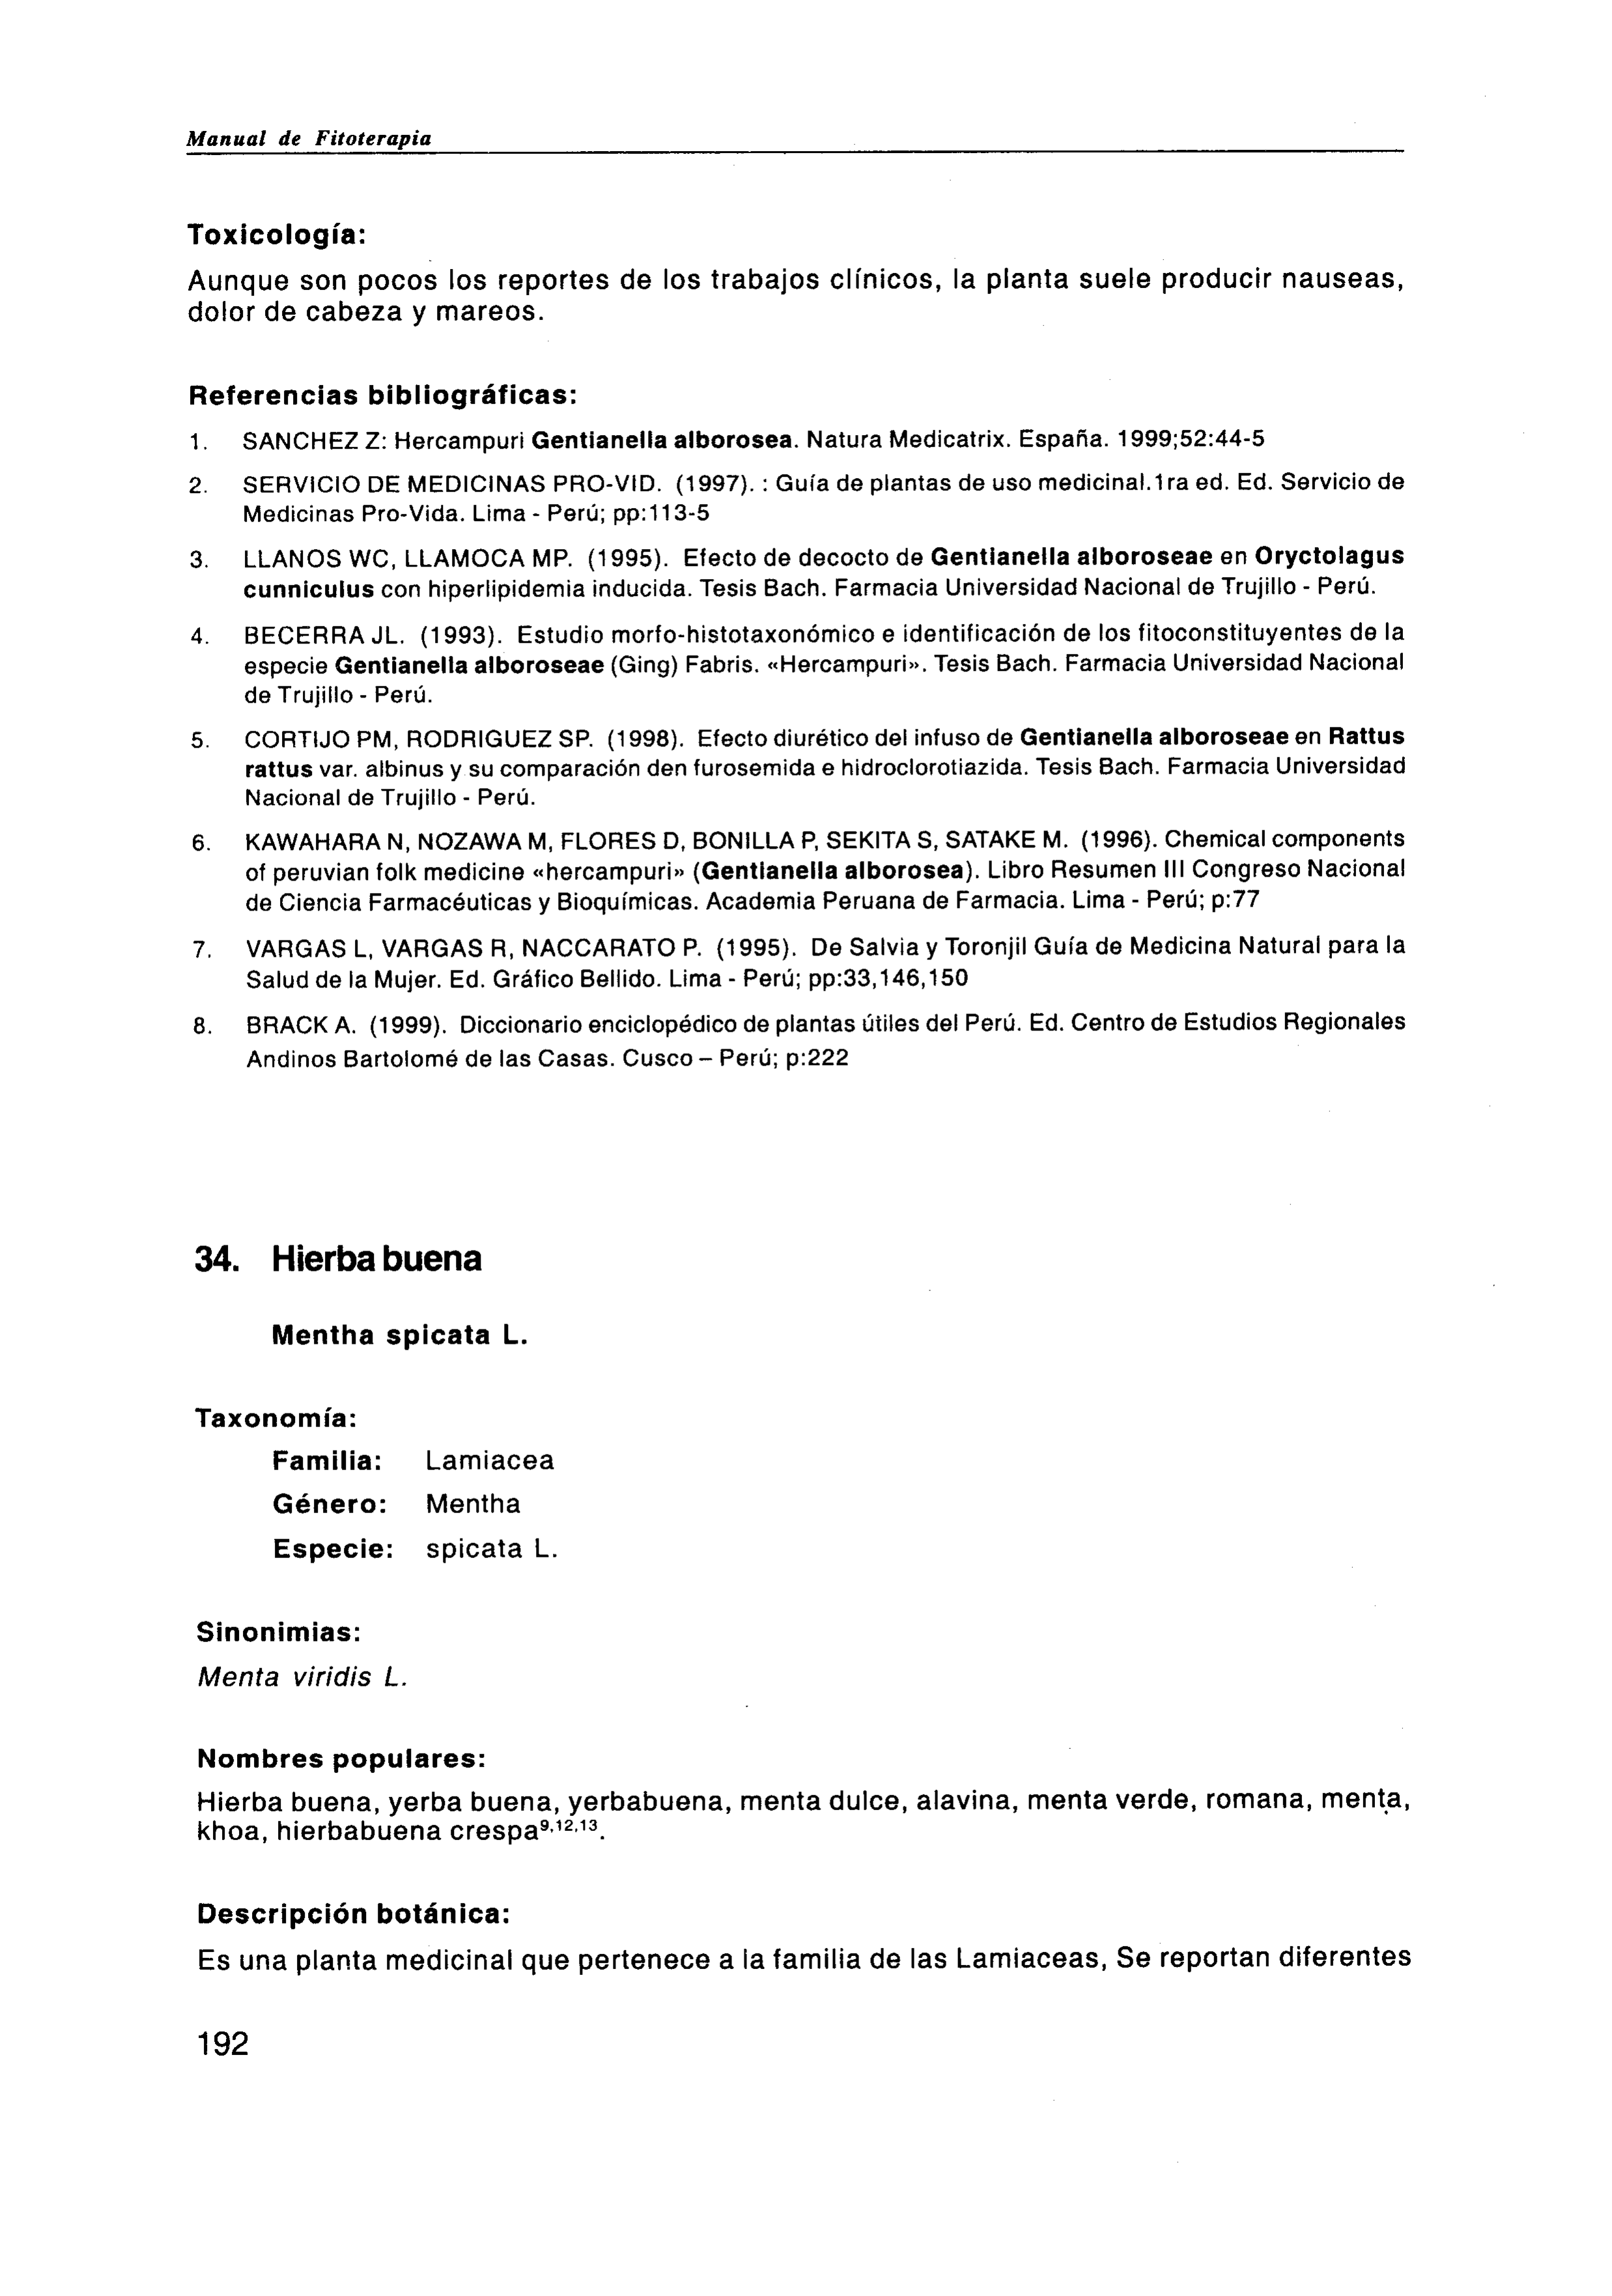 Manual de Fitoterapia
Toxicología:
Aunque son pocos los reportes de los trabajos clínicos, la planta suele producir nauseas,
dolor de cabeza y mareos.
Referencias bibliográficas:
1. SANCHEZ Z: Hercampuri Gentianella alborosea. Natura Medicatrix. España. 1999;52:44-5
2. SERVICIO DE MEDICINAS PRO-VID. (1997). : Guía de plantas de uso medicinal.1ra ed. Ed. Servicio de
Medicinas Pro-Vida. Lima - Perú; pp:113-5
3. LLANOS WC, LLAMOCA MP. (1995). Efecto de decocto de Gentianella alboroseae en Oryctolagus
cunniculus con hiperlipidemia inducida. Tesis Bach. Farmacia Universidad Nacional de Trujillo - Perú.
4. BECERRA JL. (1993). Estudio morfo-histotaxonómico e identificación de los fitoconstituyentes de la
especie Gentianella alboroseae (Ging) Fabris. «Hercampuri». Tesis Bach. Farmacia Universidad Nacional
de Trujillo - Perú.
5. CORTIJO PM, RODRIGUEZ SP. (1998). Efecto diurético del infuso de Gentianella alboroseae en Rattus
rattus var. albinus y su comparación den furosemida e hidroclorotiazida. Tesis Bach. Farmacia Universidad
Nacional de Trujillo - Perú.
6. KAWAHARA N, NOZAWA M, FLORES D, BONILLA P, SEKITA S, SATAKE M. (1996). Chemical components
of peruvian folk medicine «hercampuri» (Gentianella alborosea). Libro Resumen III Congreso Nacional
de Ciencia Farmacéuticas y Bioquímicas. Academia Peruana de Farmacia. Lima - Perú; p:77
7. VARGAS L, VARGAS R, NACCARATO P. (1995). De Salvia y Toronjil Guía de Medicina Natural para la
Salud de la Mujer. Ed. Gráfico Bellido. Lima - Perú; pp:33,146,150
8. BRACK A. (1999). Diccionario enciclopédico de plantas útiles del Perú. Ed. Centro de Estudios Regionales
Andinos Bartolomé de las Casas. Cusco – Perú; p:222
34. Hierba buena
Mentha spicata L.
Taxonomía:
Familia: Lamiacea
Género: Mentha
Especie: spicata L.
Sinonimias:
Menta viridis L.
Nombres populares:
Hierba buena, yerba buena, yerbabuena, menta dulce, alavina, menta verde, romana, menta,
khoa, hierbabuena crespa⁹,¹²,¹³.
Descripción botánica:
Es una planta medicinal que pertenece a la familia de las Lamiaceas, Se reportan diferentes
192